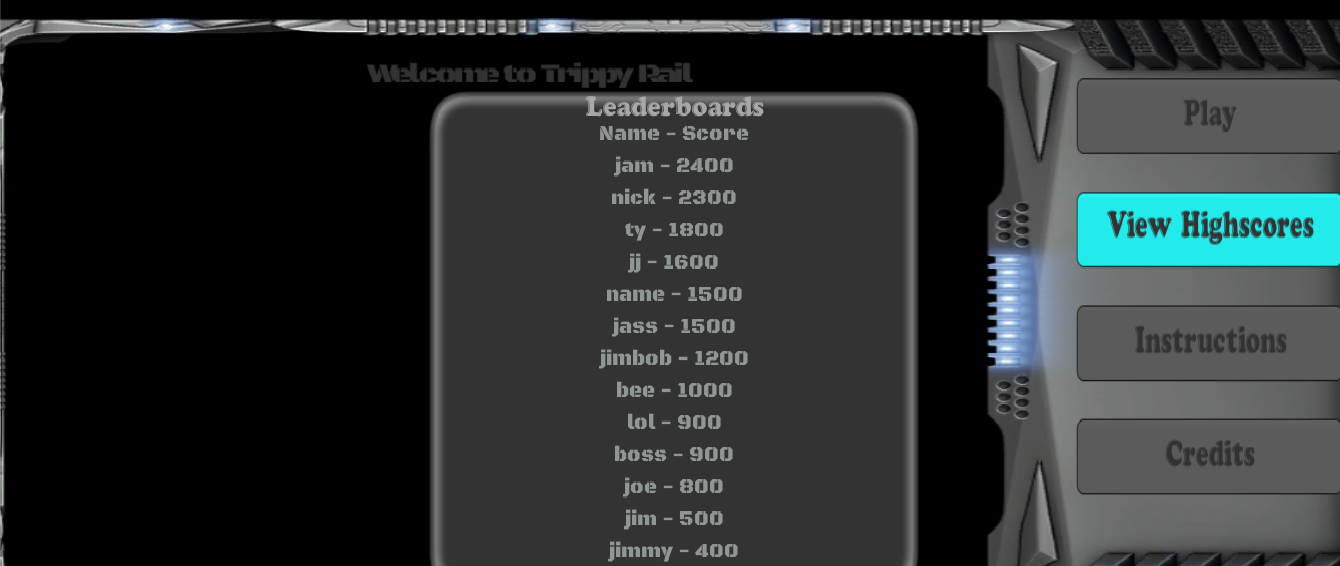 Welcome to Trippy Rail
Leaderboards
Name - Score
jam - 2400
nick - 2300
ty - 1800
jj - 1600
name - 1500
jass - 1500
jimbob - 1200
bee - 1000
lol - 900
boss - 900
joe - 800
jim - 500
jimmy - 400
Play
View Highscores
Instructions
Credits